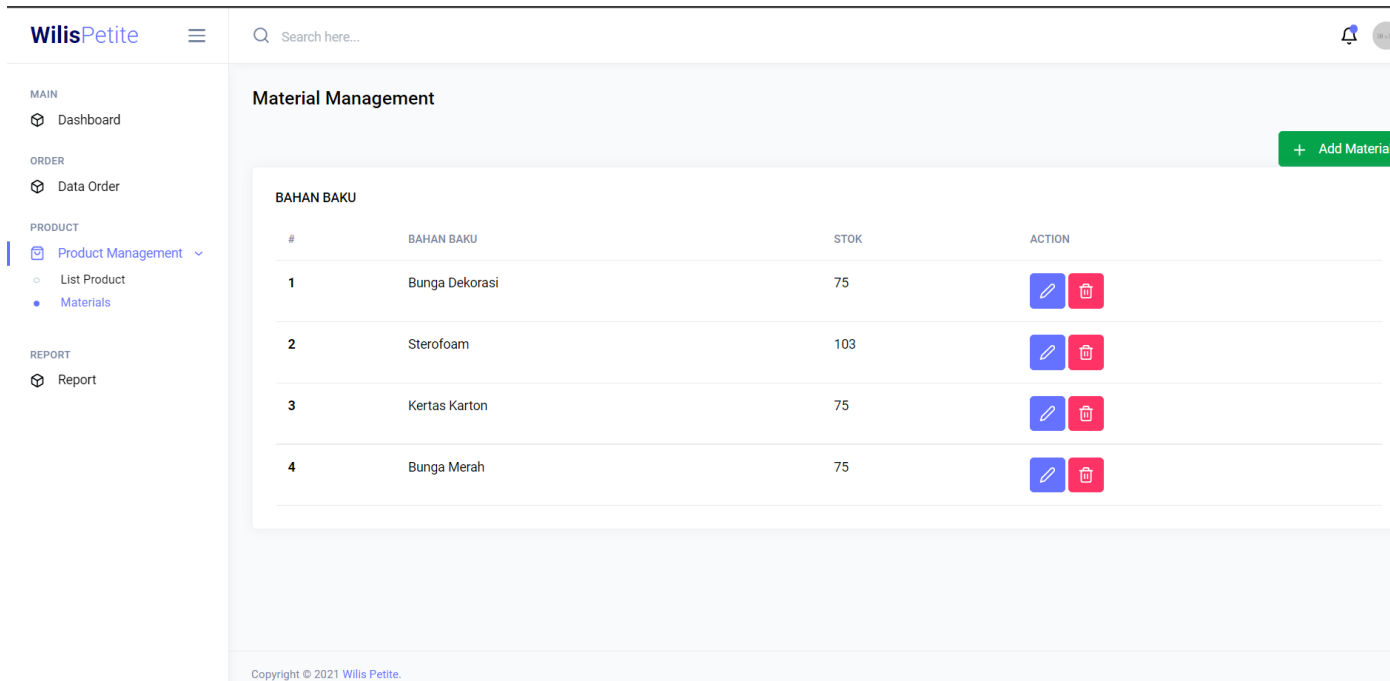 WilisPetite
Search here...
MAIN
Dashboard
ORDER
Data Order
PRODUCT
Product Management
List Product
Materials
REPORT
Report
Material Management
+ Add Materia
BAHAN BAKU
# BAHAN BAKU STOK ACTION
1 Bunga Dekorasi 75
2 Sterofoam 103
3 Kertas Karton 75
4 Bunga Merah 75
Copyright © 2021 Wilis Petite.